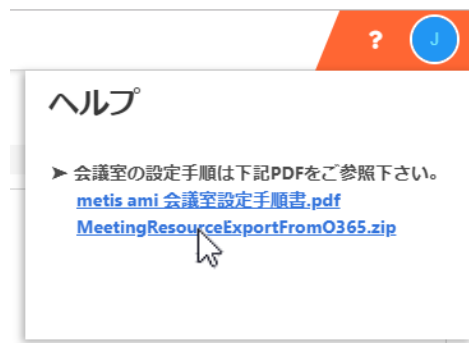 ? J
ヘルプ
➤ 会議室の設定手順は下記PDFをご参照下さい。
metis ami 会議室設定手順書.pdf
MeetingResourceExportFromO365.zip